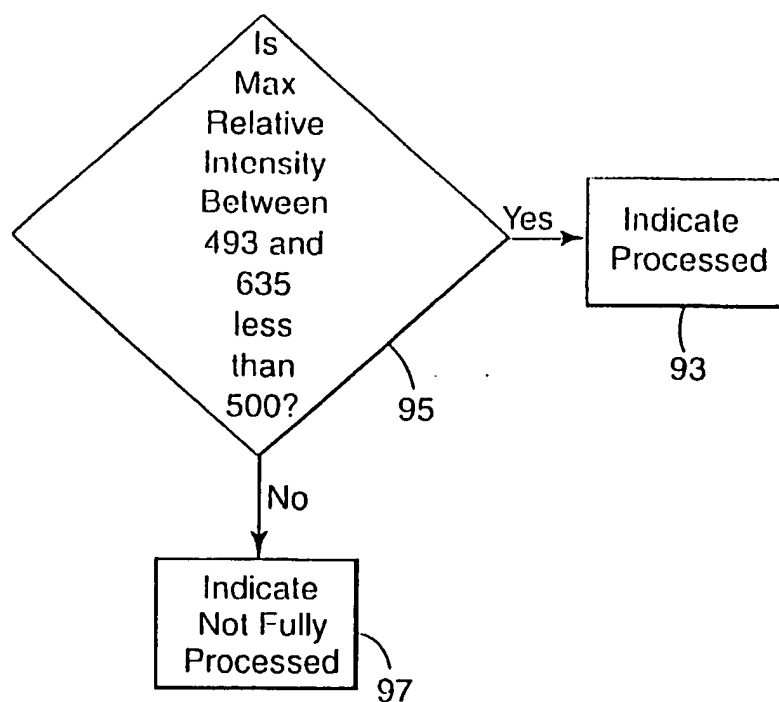 Is
Max
Relative
Intensity
Between
493 and
635
less
than
500?
Yes
Indicate
Processed
93
95
No
Indicate
Not Fully
Processed
97